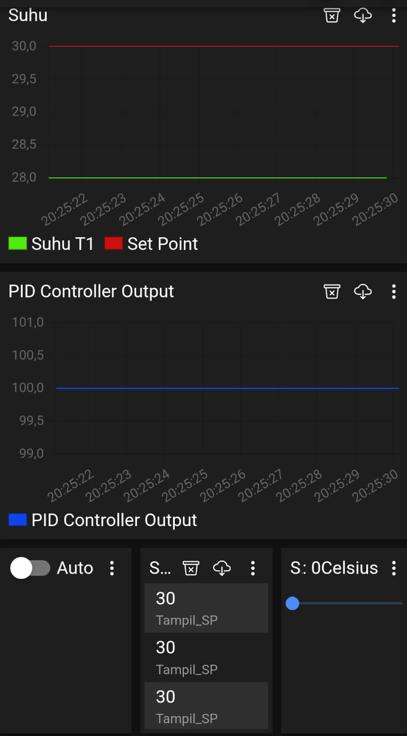 Suhu
30,0
29,5
29,0
28,5
28,0
20:25:22 20:25:23 20:25:24 20:25:25 20:25:26 20:25:27 20:25:28 20:25:29 20:25:30
Suhu T1 Set Point
PID Controller Output
101,0
100,5
100,0
99,5
99,0
20:25:22 20:25:23 20:25:24 20:25:25 20:25:26 20:25:27 20:25:28 20:25:29 20:25:30
PID Controller Output
Auto
S...
30
Tampil_SP
30
Tampil_SP
30
Tampil_SP
S: 0Celsius